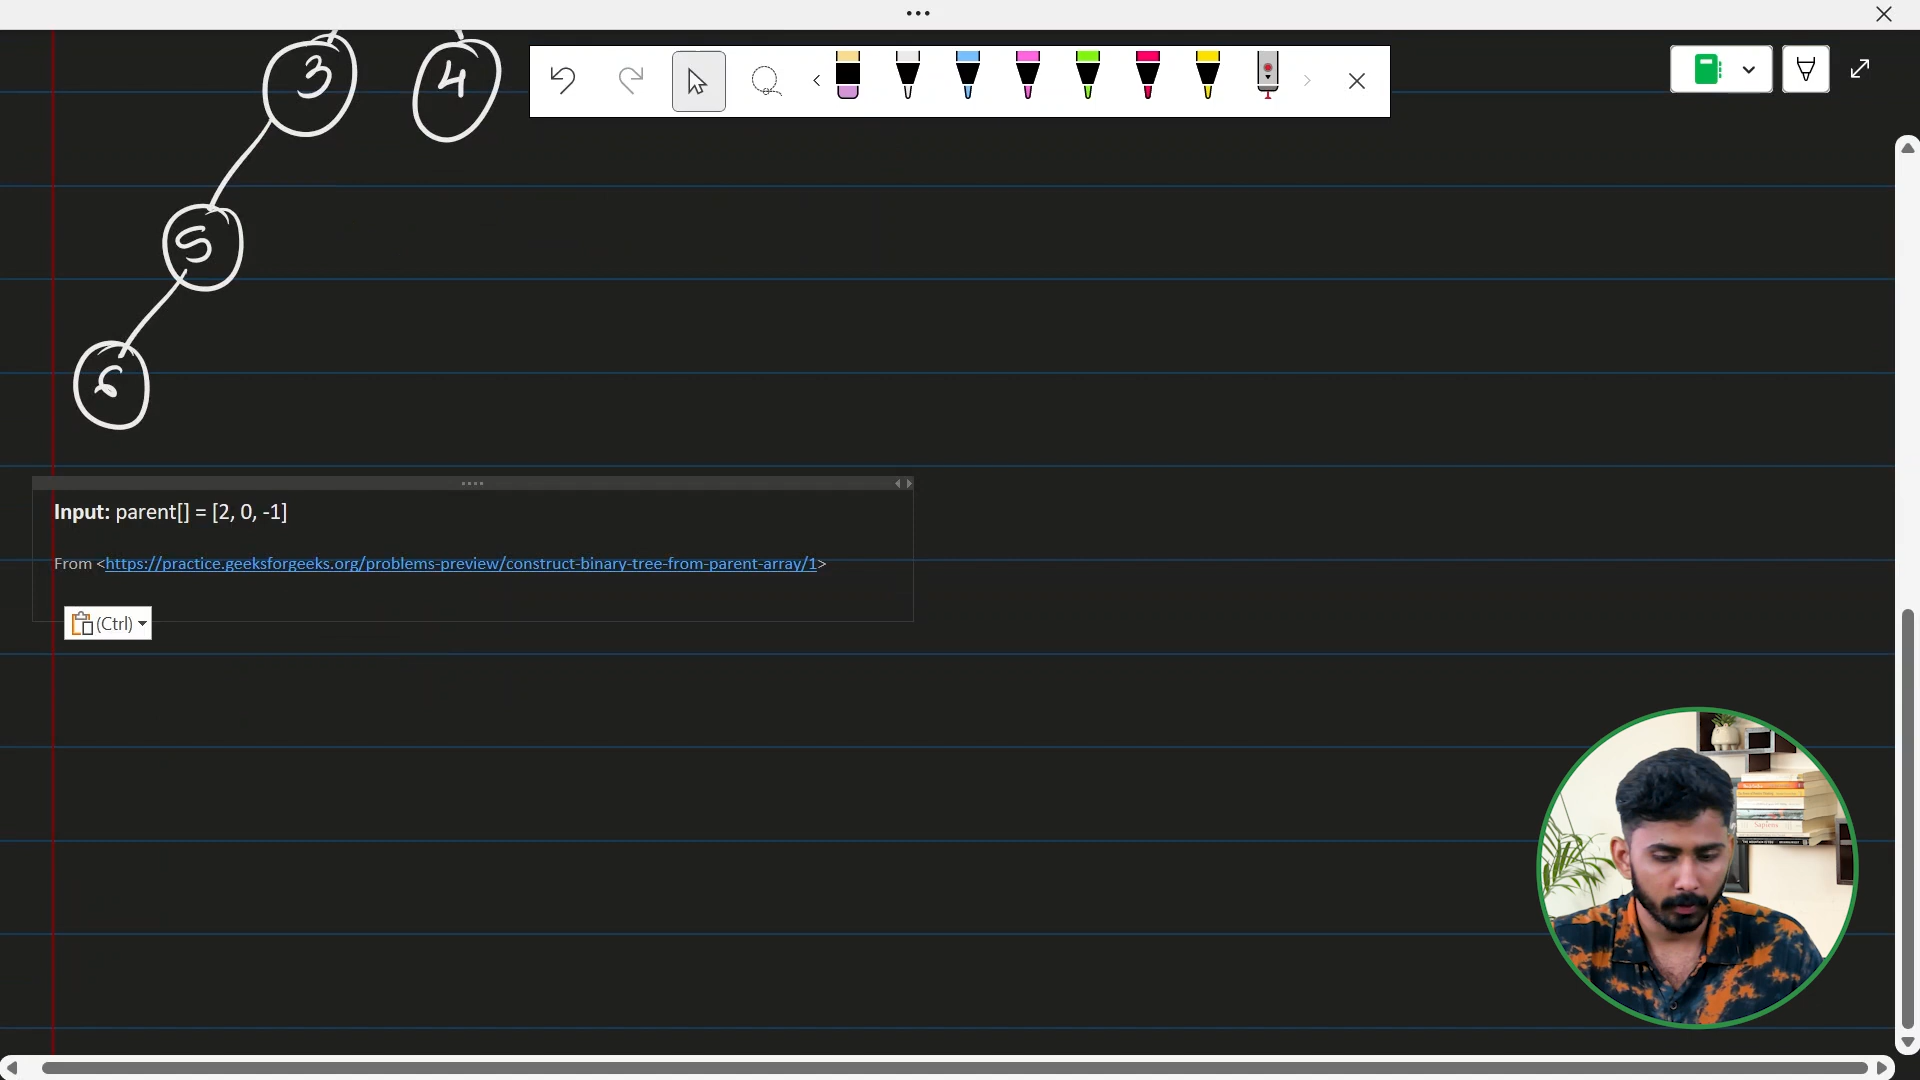 3 4
5
6
Input: parent[] = [2, 0, -1]
From <https://practice.geeksforgeeks.org/problems-preview/construct-binary-tree-from-parent-array/1>
(Ctrl)